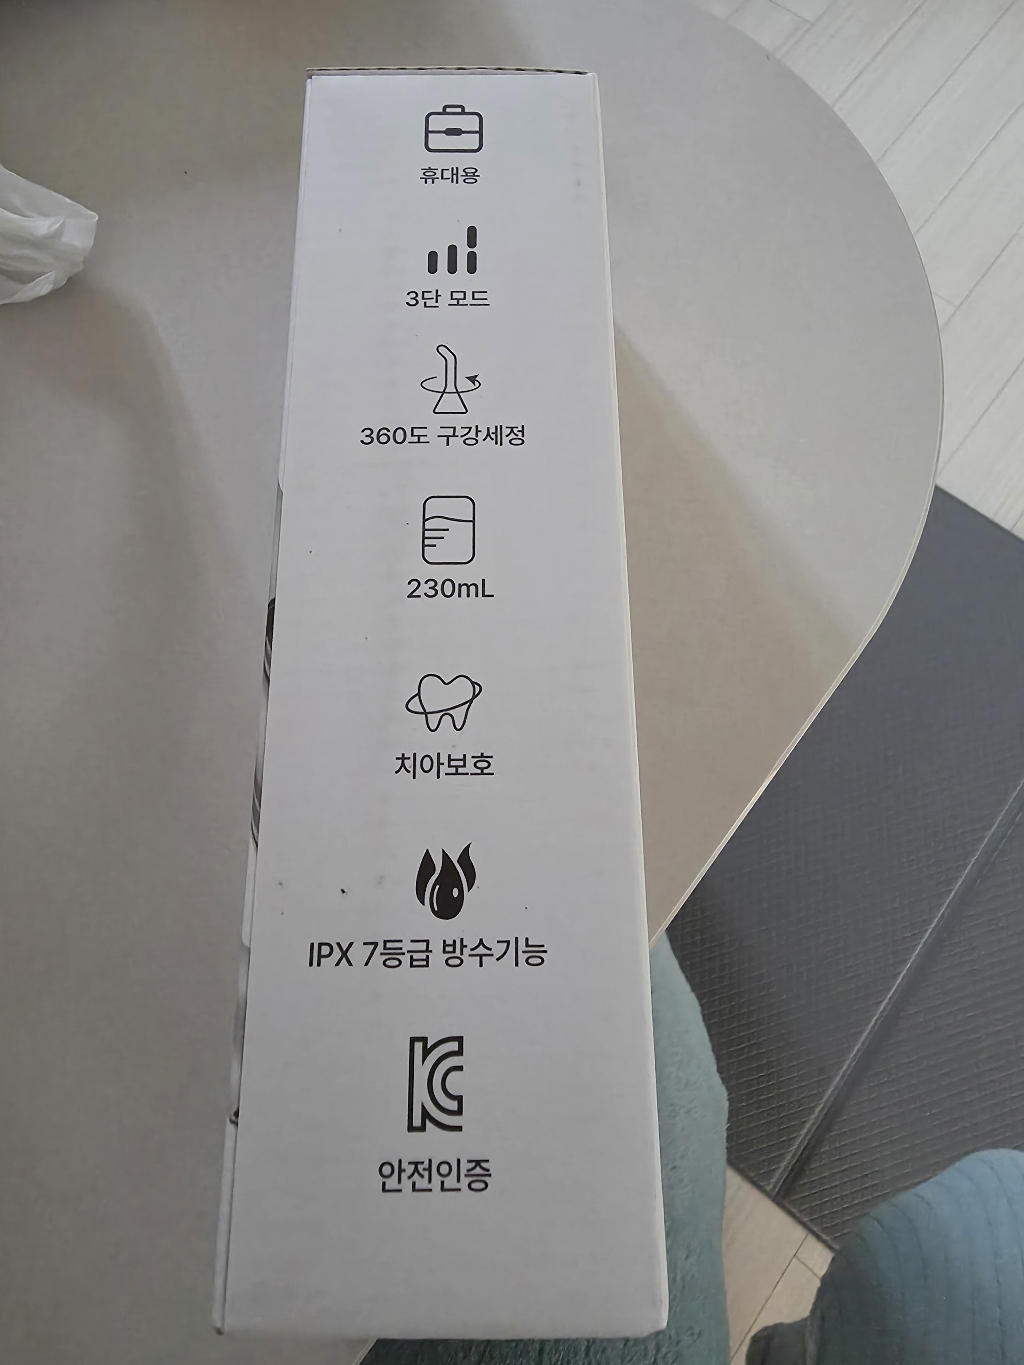 휴대용
3단 모드
360도 구강세정
230mL
치아보호
IPX 7등급 방수기능
KC
안전인증